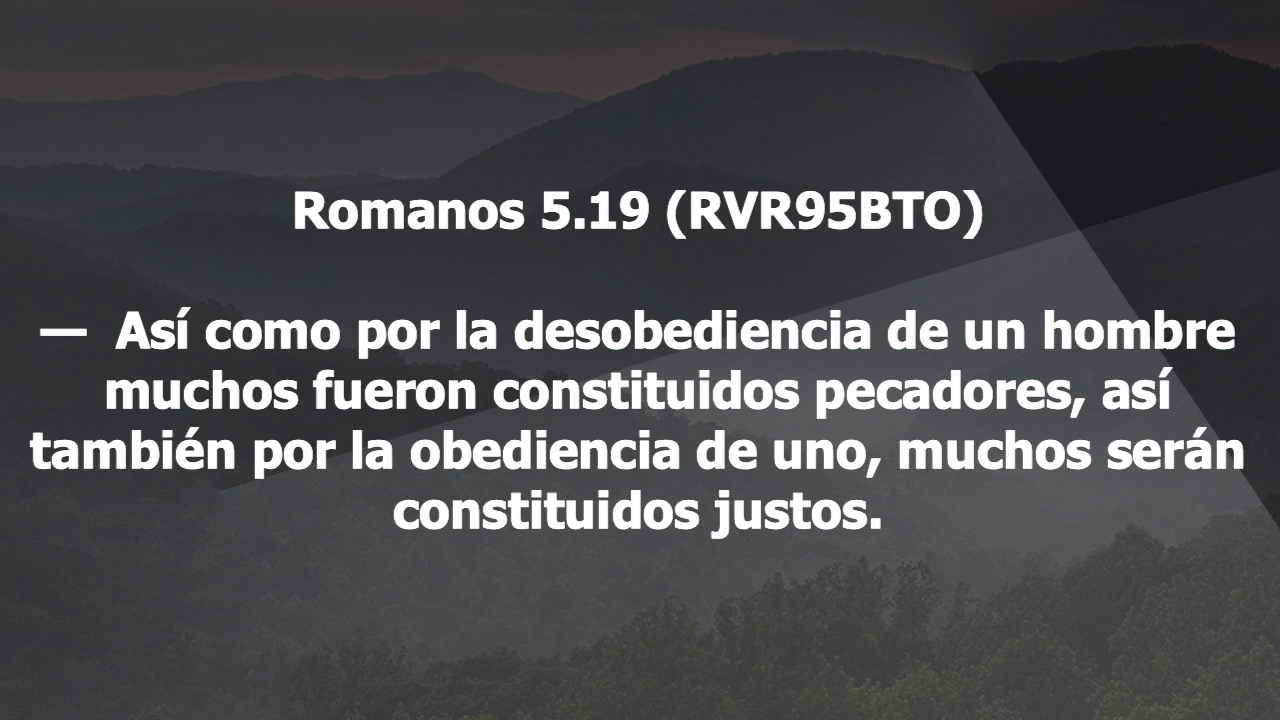 Romanos 5.19 (RVR95BTO)
—  Así como por la desobediencia de un hombre
muchos fueron constituidos pecadores, así
también por la obediencia de uno, muchos serán
constituidos justos.